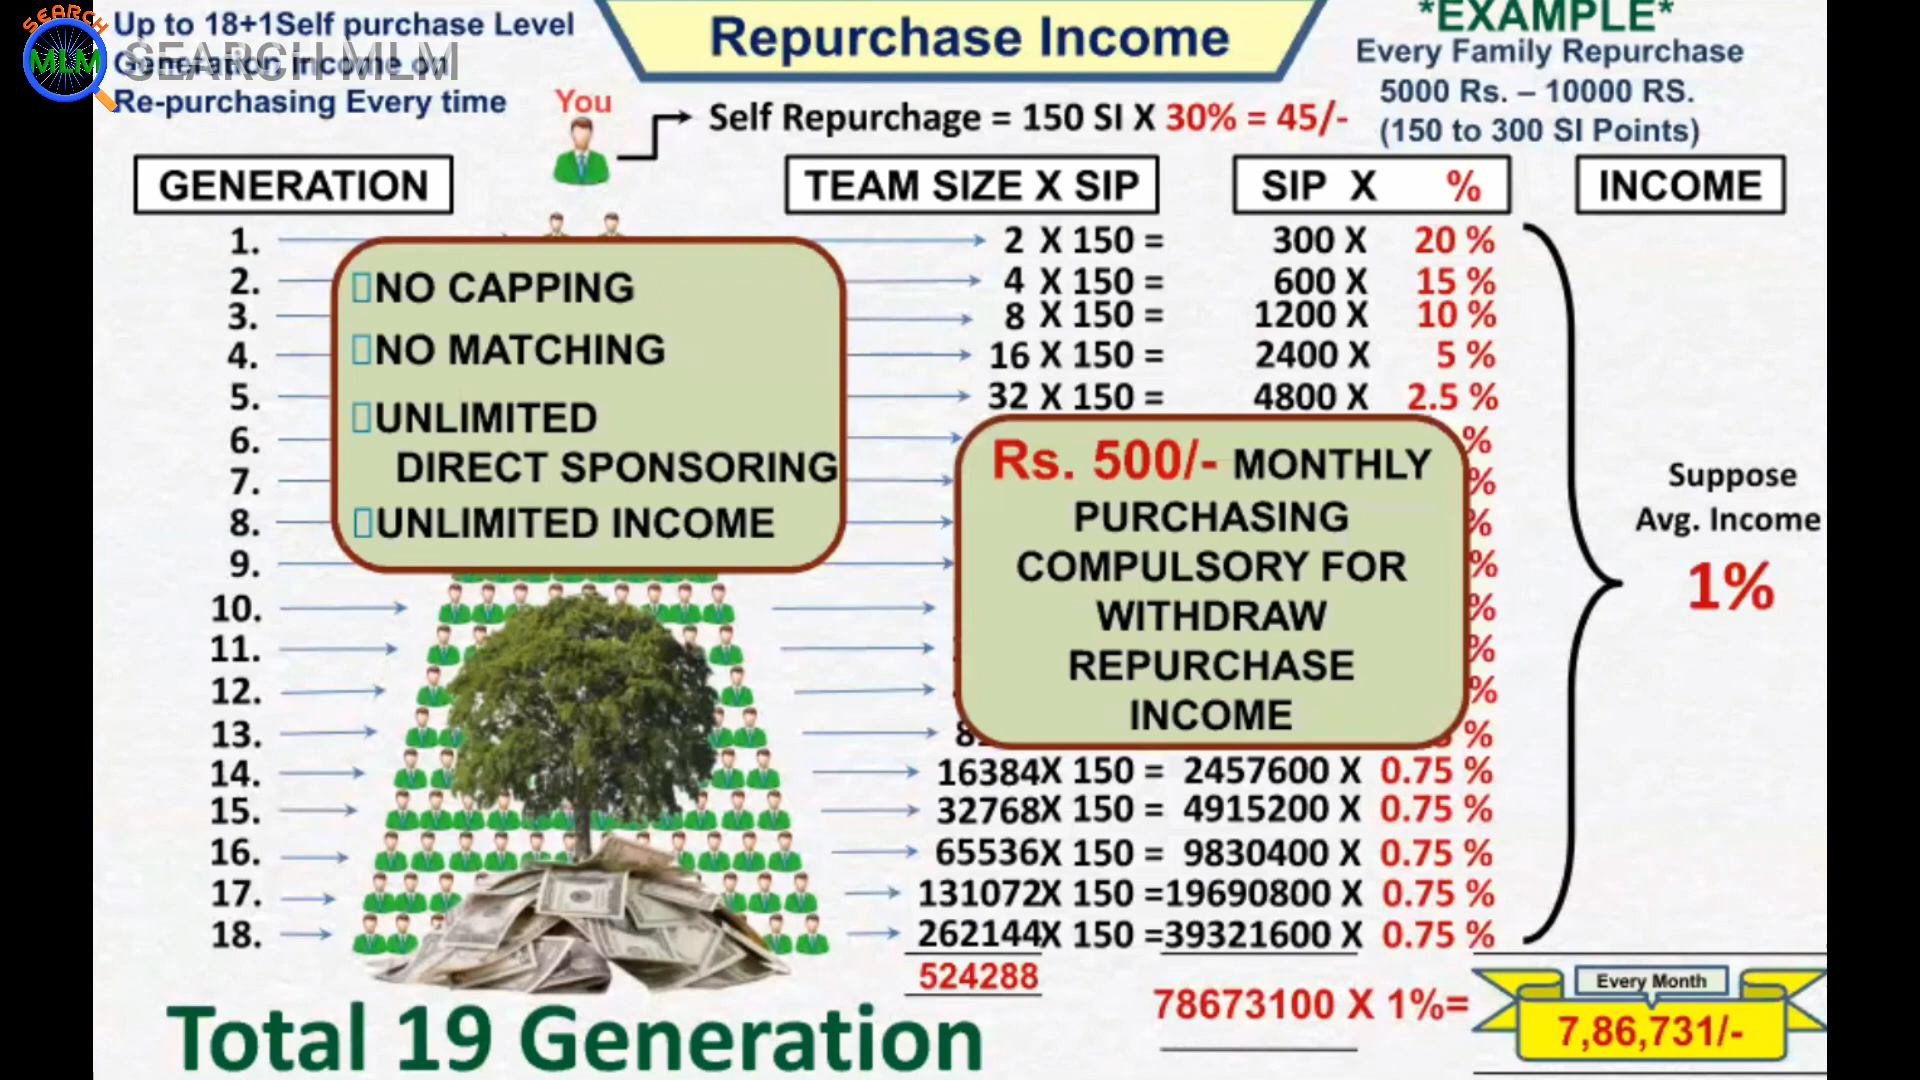 SEARCH
MLM
SEARCH MLM
Up to 18+1Self purchase Level
Generation income on
Re-purchasing Every time
Repurchase Income
*EXAMPLE*
Every Family Repurchase
5000 Rs. – 10000 RS.
(150 to 300 SI Points)
You
Self Repurchage = 150 SI X 30% = 45/-
GENERATION
TEAM SIZE X SIP
SIP X %
INCOME
1. 2 X 150 = 300 X 20 %
2. 4 X 150 = 600 X 15 %
3. 8 X 150 = 1200 X 10 %
4. 16 X 150 = 2400 X 5 %
5. 32 X 150 = 4800 X 2.5 %
6. %
7. %
8. %
9. %
10. %
11. %
12. %
13. %
14. 16384X 150 = 2457600 X 0.75 %
15. 32768X 150 = 4915200 X 0.75 %
16. 65536X 150 = 9830400 X 0.75 %
17. 131072X 150 =19690800 X 0.75 %
18. 262144X 150 =39321600 X 0.75 %
NO CAPPING
NO MATCHING
UNLIMITED
DIRECT SPONSORING
UNLIMITED INCOME
Rs. 500/- MONTHLY
PURCHASING
COMPULSORY FOR
WITHDRAW
REPURCHASE
INCOME
Suppose
Avg. Income
1%
524288
78673100 X 1%=
Every Month
7,86,731/-
Total 19 Generation